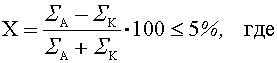 X = (Σ_А − Σ_К) / (Σ_А + Σ_К) · 100 ≤ 5%, где